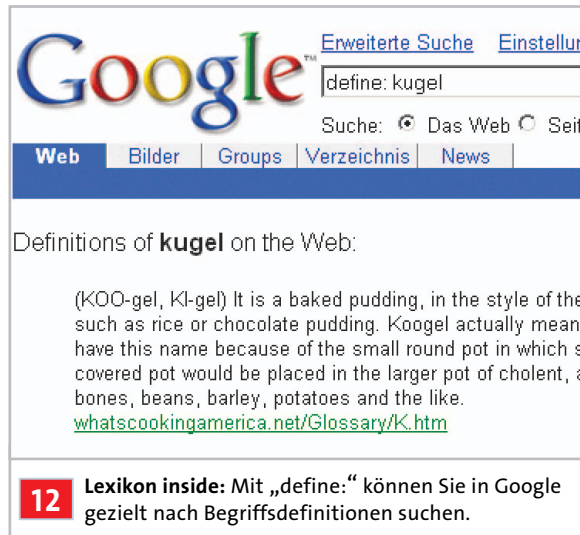 Google™
Erweiterte Suche Einstellun
define: kugel
Suche: Das Web Seit
Web Bilder Groups Verzeichnis News
Definitions of kugel on the Web:
(KOO-gel, KI-gel) It is a baked pudding, in the style of the
such as rice or chocolate pudding. Koogel actually mean
have this name because of the small round pot in which s
covered pot would be placed in the larger pot of cholent, a
bones, beans, barley, potatoes and the like.
whatscookingamerica.net/Glossary/K.htm
12 Lexikon inside: Mit „define:“ können Sie in Google
gezielt nach Begriffsdefinitionen suchen.